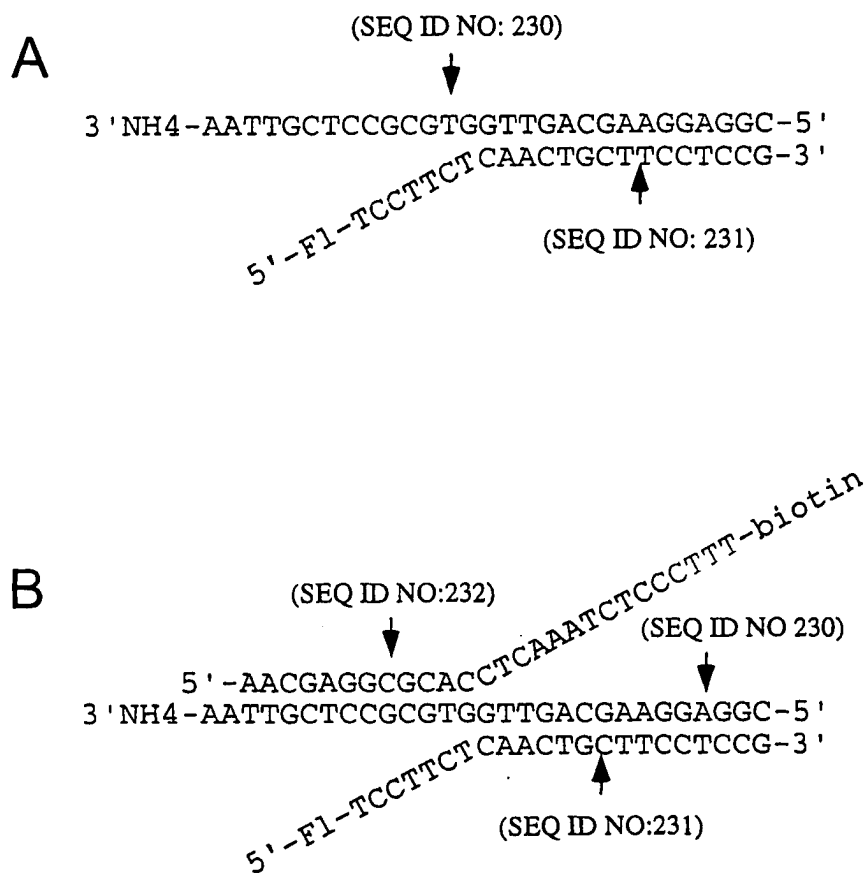 A
(SEQ ID NO: 230)
3'NH4-AATTGCTCCGCGTGGTTGACGAAGGAGGC-5'
5'-Fl-TCCTTCTCAACTGCTTCCTCCG-3'
(SEQ ID NO: 231)
B
(SEQ ID NO:232)
(SEQ ID NO 230)
5'-AACGAGGCGCACCTCAAATCTCCCTTT-biotin
3'NH4-AATTGCTCCGCGTGGTTGACGAAGGAGGC-5'
5'-Fl-TCCTTCTCAACTGCTTCCTCCG-3'
(SEQ ID NO:231)